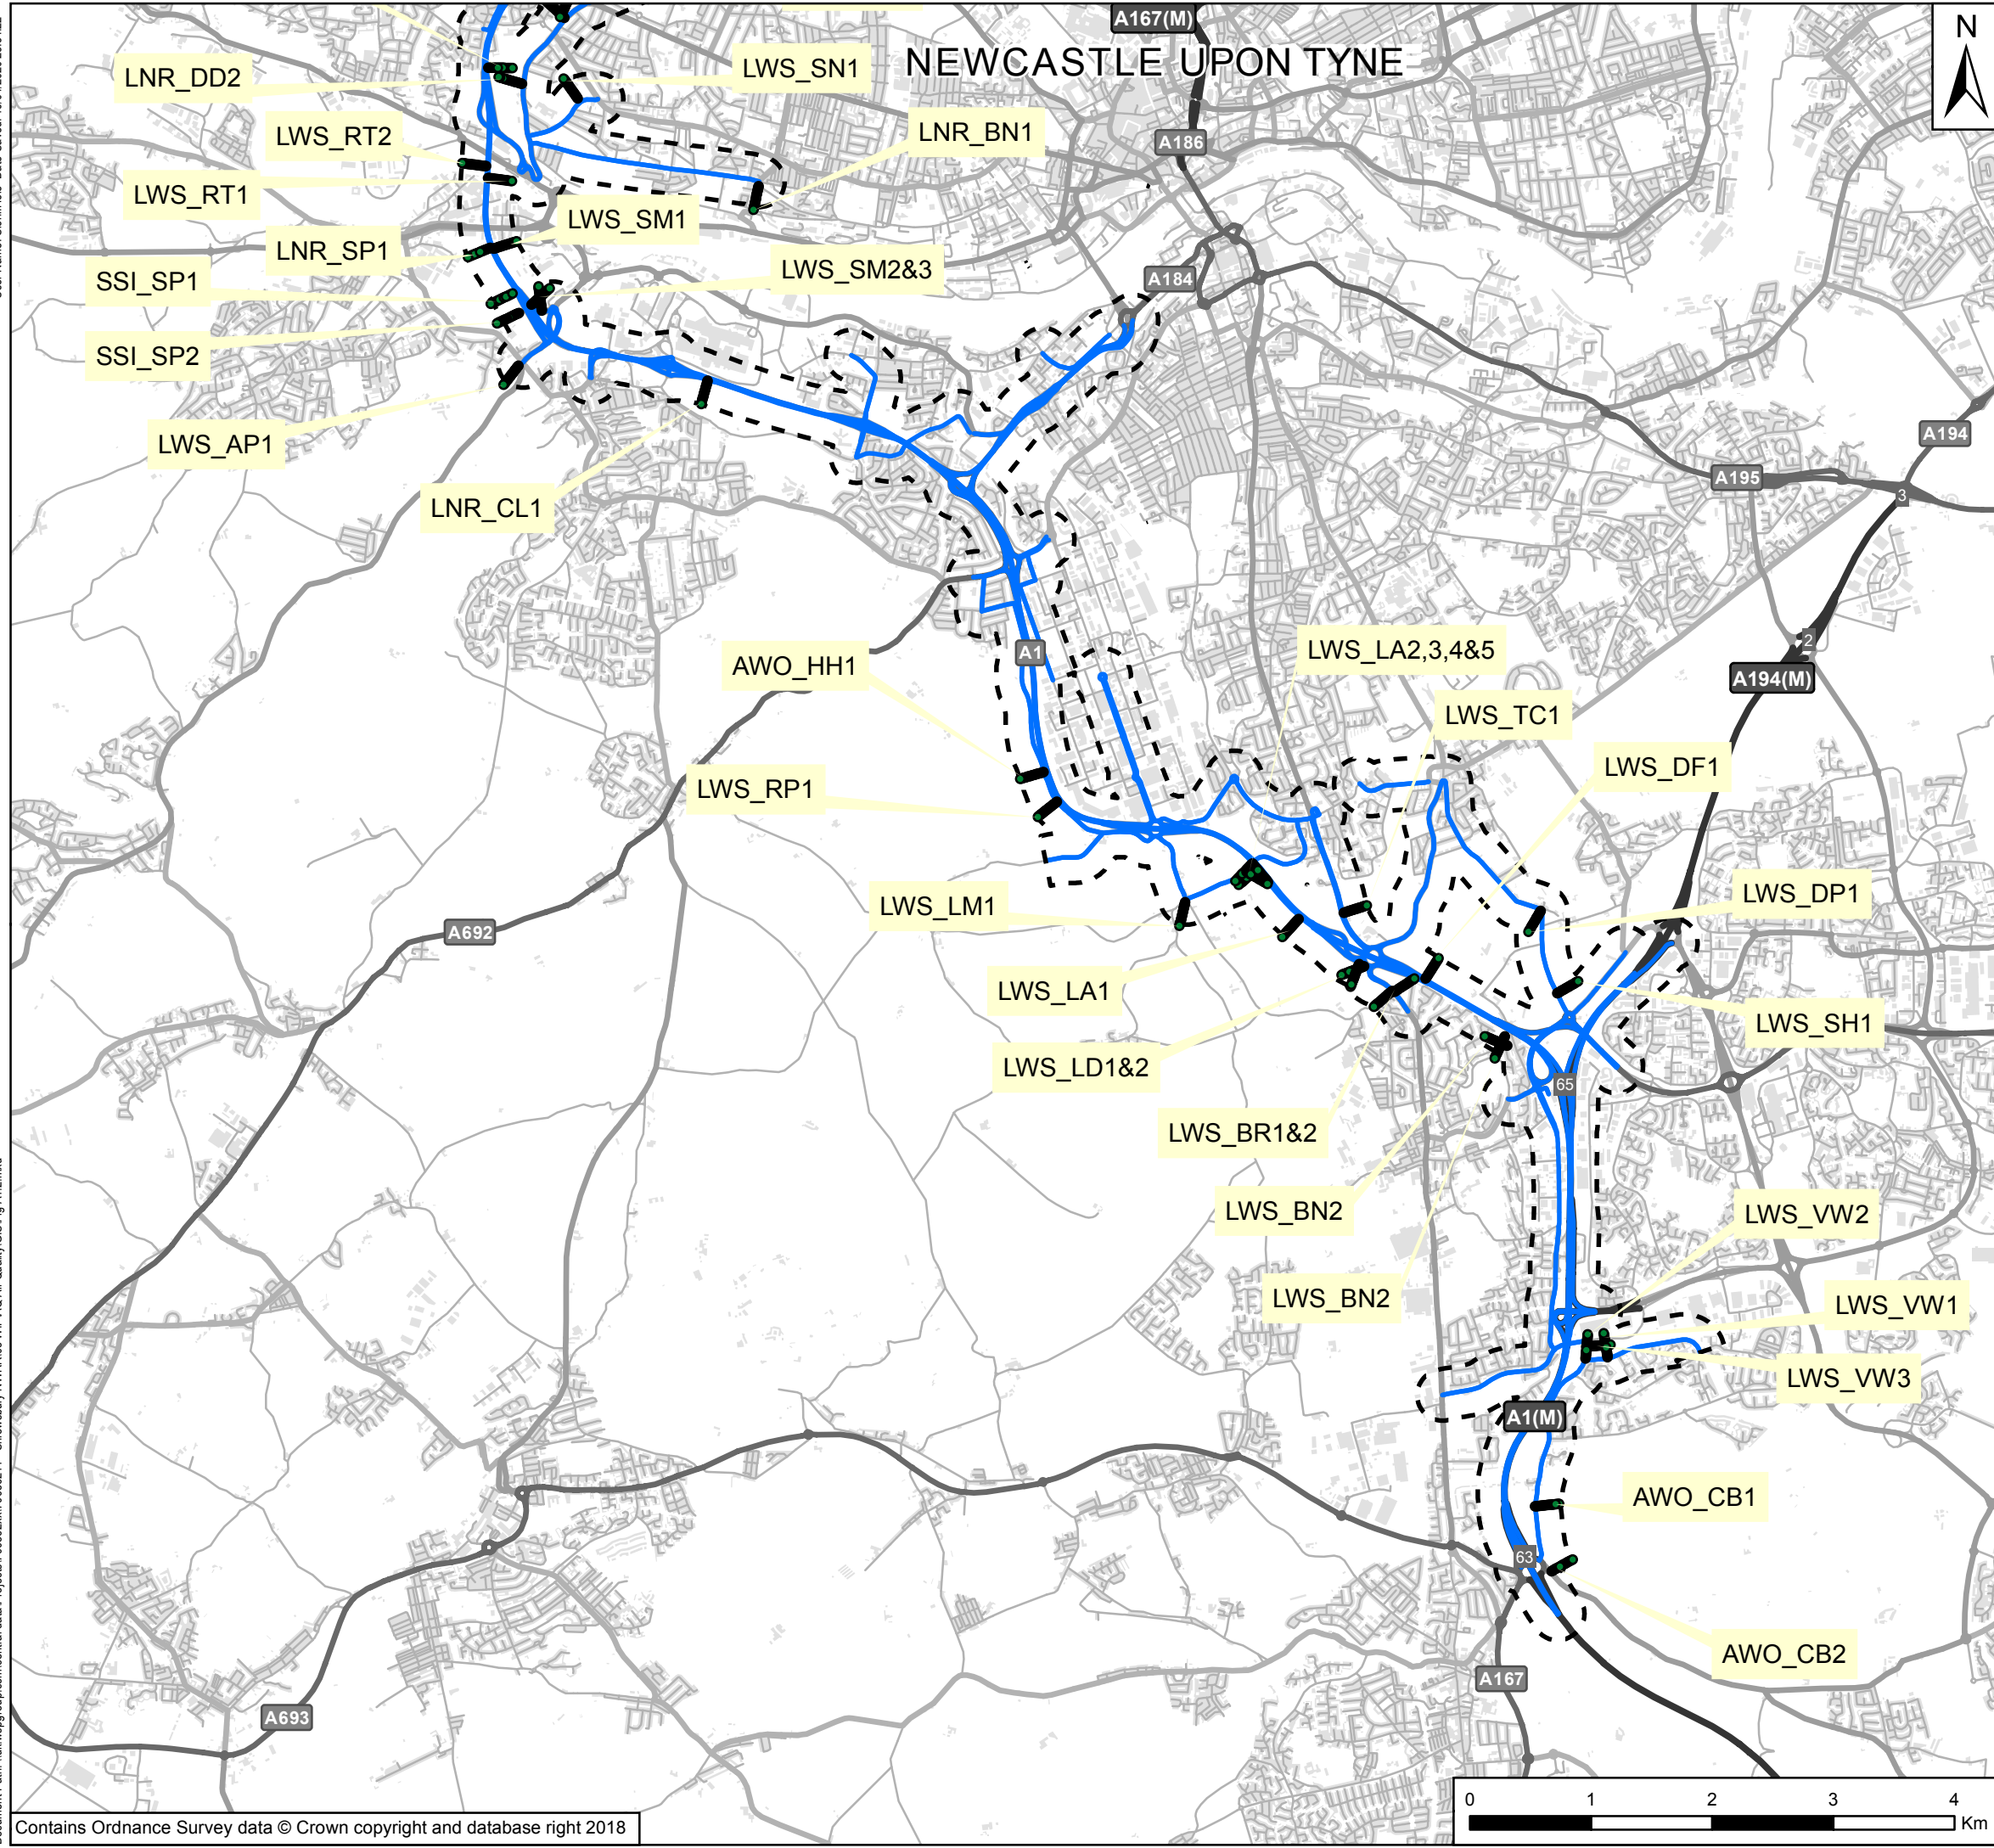 A167(M)
N
NEWCASTLE UPON TYNE
LNR_DD2
LWS_SN1
LWS_RT2
LNR_BN1
A186
LWS_RT1
LWS_SM1
LNR_SP1
LWS_SM2&3
SSI_SP1
A184
SSI_SP2
LWS_AP1
A194
A195
3
LNR_CL1
2
A1
LWS_LA2,3,4&5
AWO_HH1
A194(M)
LWS_TC1
LWS_DF1
LWS_RP1
LWS_DP1
LWS_LM1
A692
LWS_LA1
LWS_SH1
LWS_LD1&2
65
LWS_BR1&2
LWS_BN2
LWS_VW2
LWS_BN2
LWS_VW1
LWS_VW3
A1(M)
AWO_CB1
63
AWO_CB2
A167
A693
0 1 2 3 4
Km
Contains Ordnance Survey data © Crown copyright and database right 2018